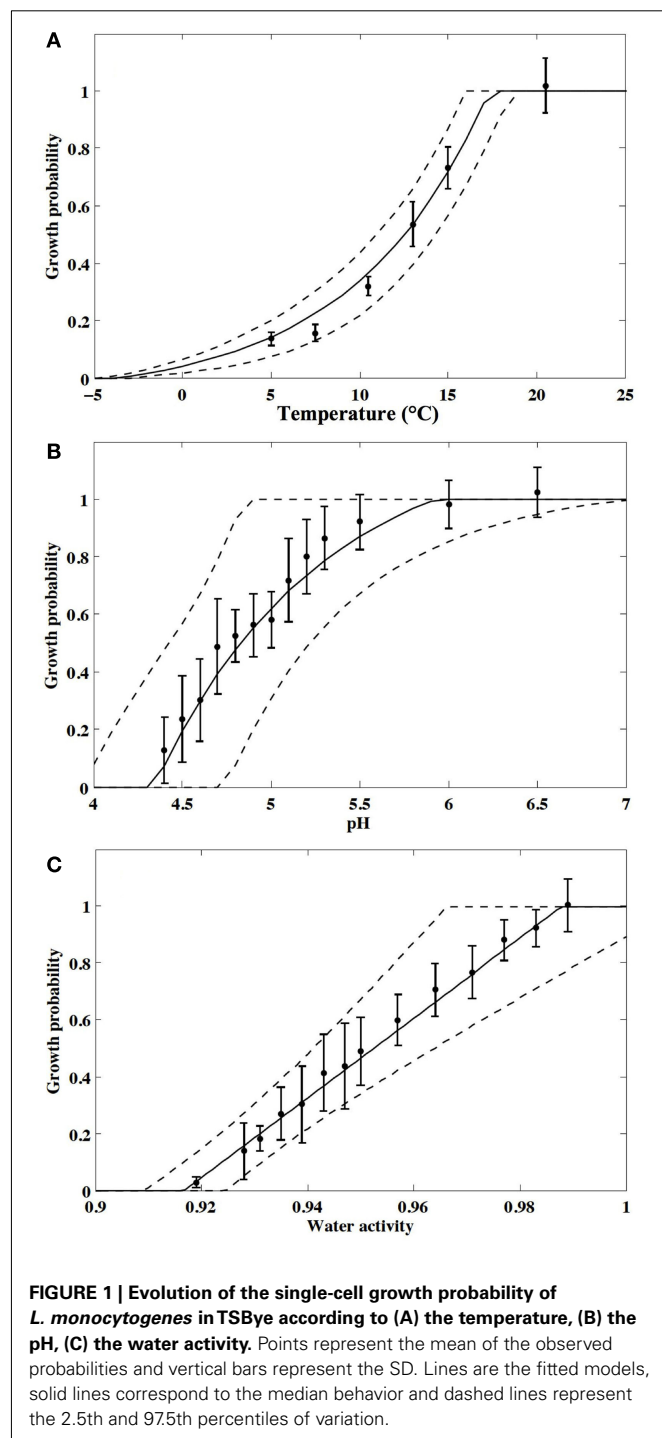 A
1
0.8
0.6
0.4
0.2
0
Growth probability
−5 0 5 10 15 20 25
Temperature (°C)
B
1
0.8
0.6
0.4
0.2
0
Growth probability
4 4.5 5 5.5 6 6.5 7
pH
C
1
0.8
0.6
0.4
0.2
0
Growth probability
0.9 0.92 0.94 0.96 0.98 1
Water activity
FIGURE 1 | Evolution of the single-cell growth probability of
L. monocytogenes in TSBye according to (A) the temperature, (B) the
pH, (C) the water activity. Points represent the mean of the observed
probabilities and vertical bars represent the SD. Lines are the fitted models,
solid lines correspond to the median behavior and dashed lines represent
the 2.5th and 97.5th percentiles of variation.